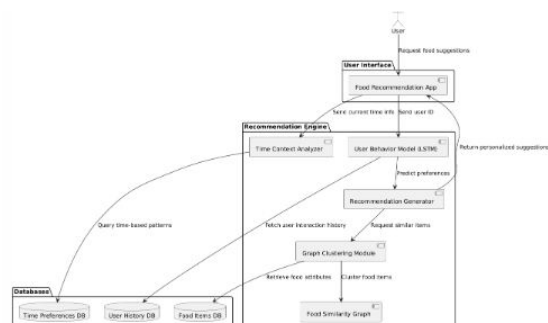 User
Request food suggestions
User Interface
Food Recommendation App
Send current time info
Send user ID
Recommendation Engine
Time Context Analyzer
User Behavior Model (LSTM)
Return personalized suggestions
Predict preferences
Recommendation Generator
Query time-based patterns
Fetch user interaction history
Request similar items
Graph Clustering Module
Retrieve food attributes
Cluster food items
Databases
Time Preferences DB
User History DB
Food Items DB
Food Similarity Graph